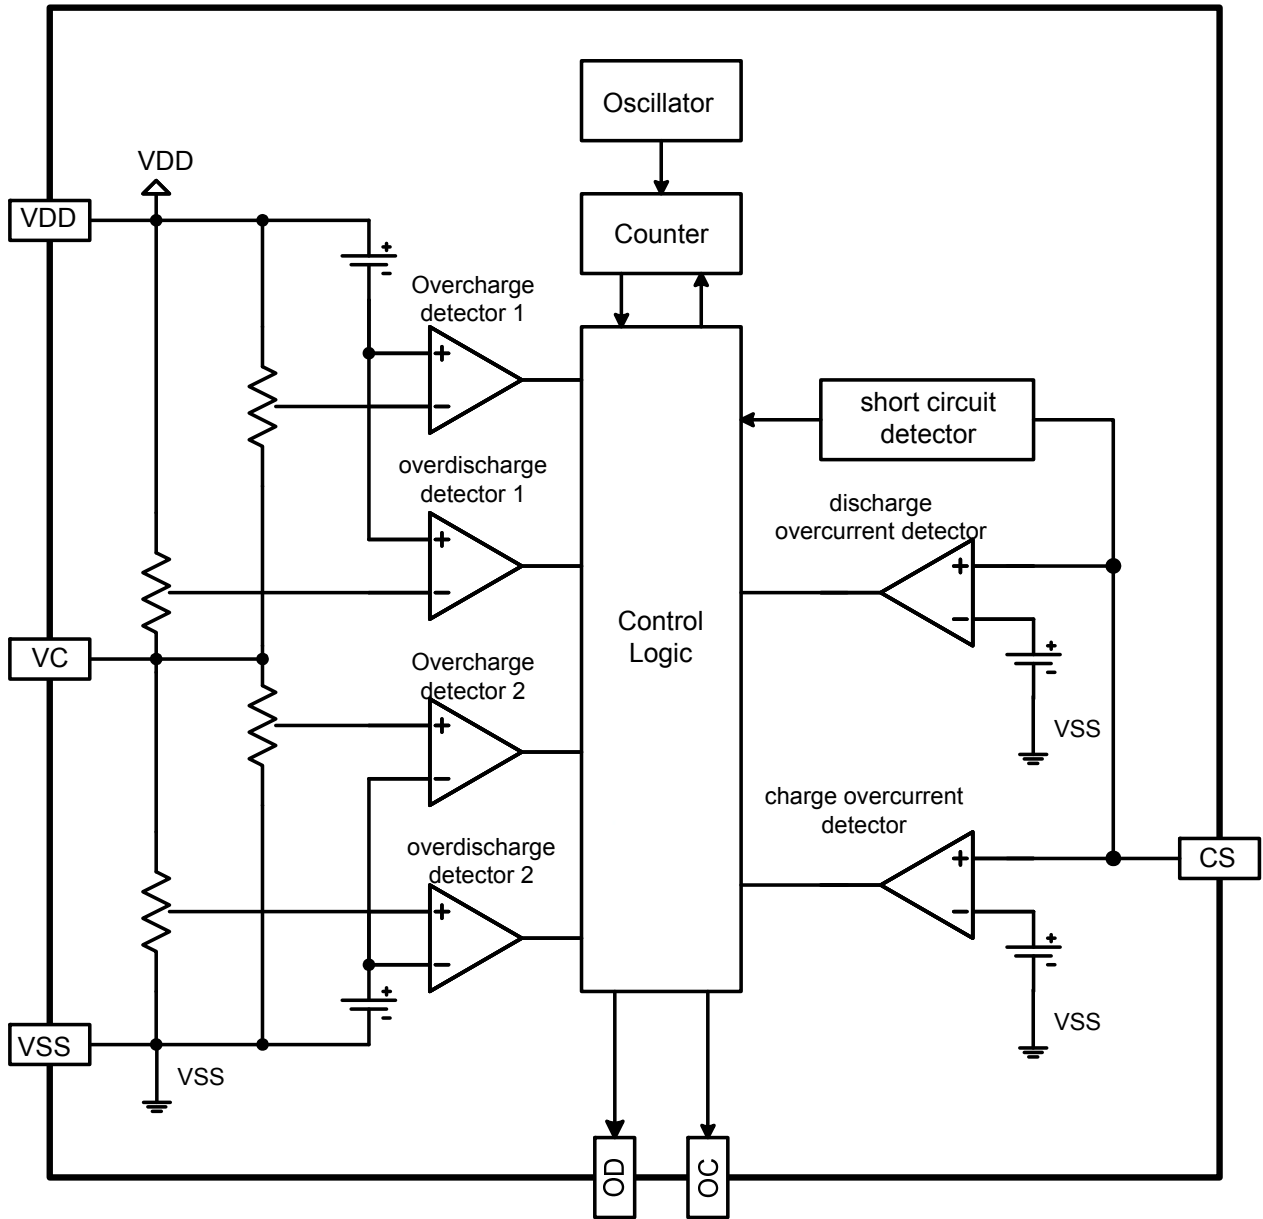 Oscillator
VDD
VDD
Counter
Overcharge
detector 1
short circuit
detector
overdischarge
detector 1
discharge
overcurrent detector
Control
Logic
VC
Overcharge
detector 2
VSS
charge overcurrent
detector
overdischarge
detector 2
CS
VSS
VSS
VSS
OD
OC